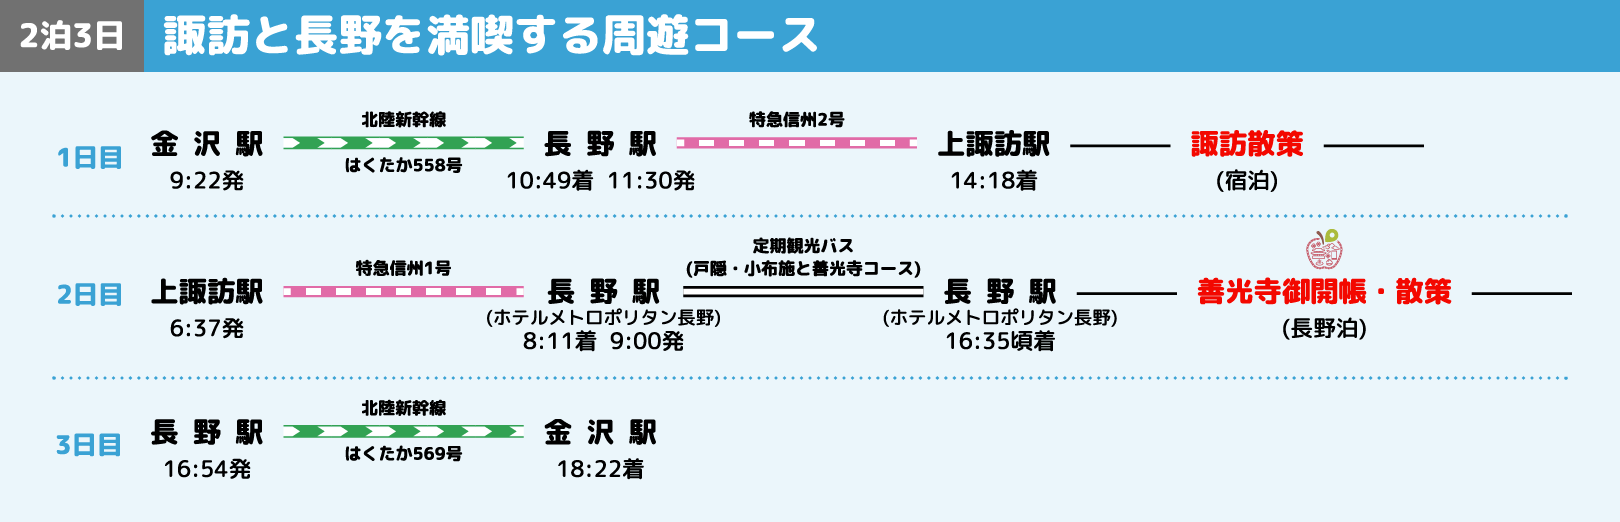 2泊3日 諏訪と長野を満喫する周遊コース
北陸新幹線 特急信州2号
1日目 金沢駅 長野駅 上諏訪駅 諏訪散策
はくたか558号
9:22発 10:49着 11:30発 14:18着 (宿泊)
定期観光バス
特急信州1号 (戸隠・小布施と善光寺コース)
2日目 上諏訪駅 長野駅 長野駅 善光寺御開帳・散策
(ホテルメトロポリタン長野) (ホテルメトロポリタン長野)
6:37発 8:11着 9:00発 16:35頃着 (長野泊)
北陸新幹線
3日目 長野駅 金沢駅
はくたか569号
16:54発 18:22着